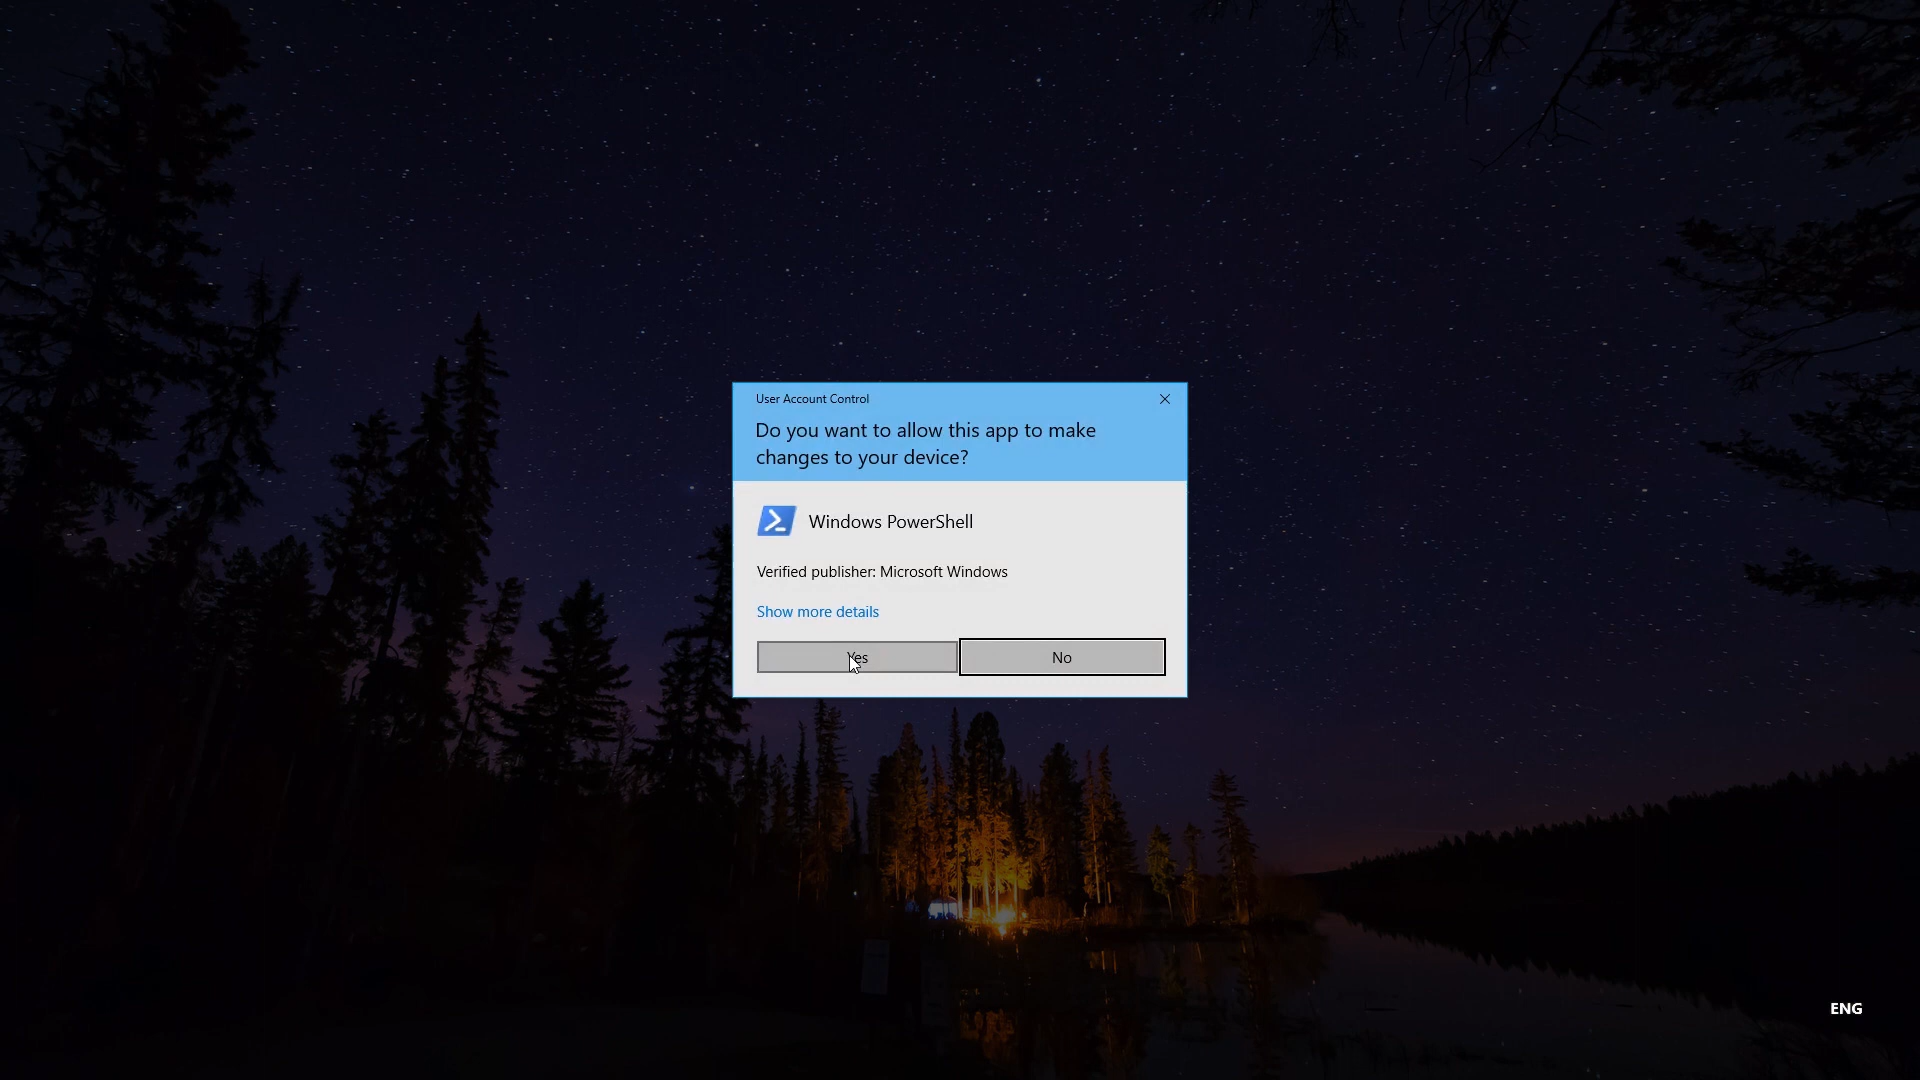 User Account Control
Do you want to allow this app to make
changes to your device?
Windows PowerShell
Verified publisher: Microsoft Windows
Show more details
Yes
No
ENG